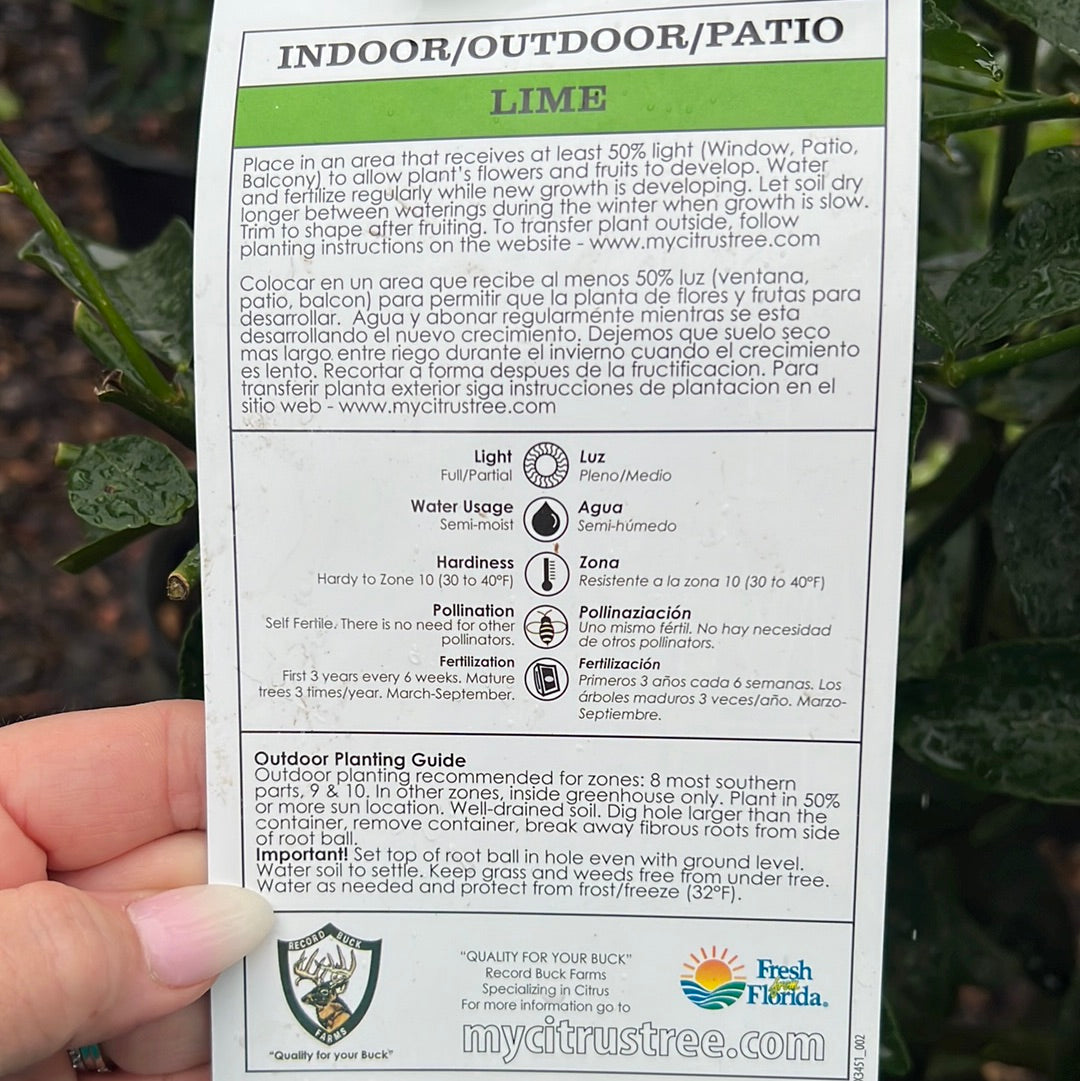 INDOOR/OUTDOOR/PATIO
LIME
Place in an area that receives at least 50% light (Window, Patio,
Balcony) to allow plant's flowers and fruits to develop. Water
and fertilize regularly while new growth is developing. Let soil dry
longer between waterings during the winter when growth is slow.
Trim to shape after fruiting. To transfer plant outside, follow
planting instructions on the website - www.mycitrustree.com
Colocar en un area que recibe al menos 50% luz (ventana,
patio, balcon) para permitir que la planta de flores y frutas para
desarrollar. Agua y abonar regularmente mientras se esta
desarrollando el nuevo crecimiento. Dejemos que suelo seco
mas largo entre riego durante el invierno cuando el crecimiento
es lento. Recortar a forma despues de la fructificacion. Para
transferir planta exterior siga instrucciones de plantacion en el
sitio web - www.mycitrustree.com
Light
Full/Partial
Luz
Pleno/Medio
Water Usage
Semi-moist
Agua
Semi-húmedo
Hardiness
Hardy to Zone 10 (30 to 40ºF)
Zona
Resistente a la zona 10 (30 to 40ºF)
Pollination
Self Fertile. There is no need for other
pollinators.
Pollinaziación
Uno mismo fértil. No hay necesidad
de otros pollinators.
Fertilization
First 3 years every 6 weeks. Mature
trees 3 times/year. March-September.
Fertilización
Primeros 3 años cada 6 semanas. Los
árboles maduros 3 veces/año. Marzo-
Septiembre.
Outdoor Planting Guide
Outdoor planting recommended for zones: 8 most southern
parts, 9 & 10. In other zones, inside greenhouse only. Plant in 50%
or more sun location. Well-drained soil. Dig hole larger than the
container, remove container, break away fibrous roots from side
of root ball.
Important! Set top of root ball in hole even with ground level.
Water soil to settle. Keep grass and weeds free from under tree.
Water as needed and protect from frost/freeze (32ºF).
RECORD BUCK
FARMS
"Quality for your Buck"
"QUALITY FOR YOUR BUCK"
Record Buck Farms
Specializing in Citrus
For more information go to
mycitrustree.com
Fresh
from
Florida®
3451_002